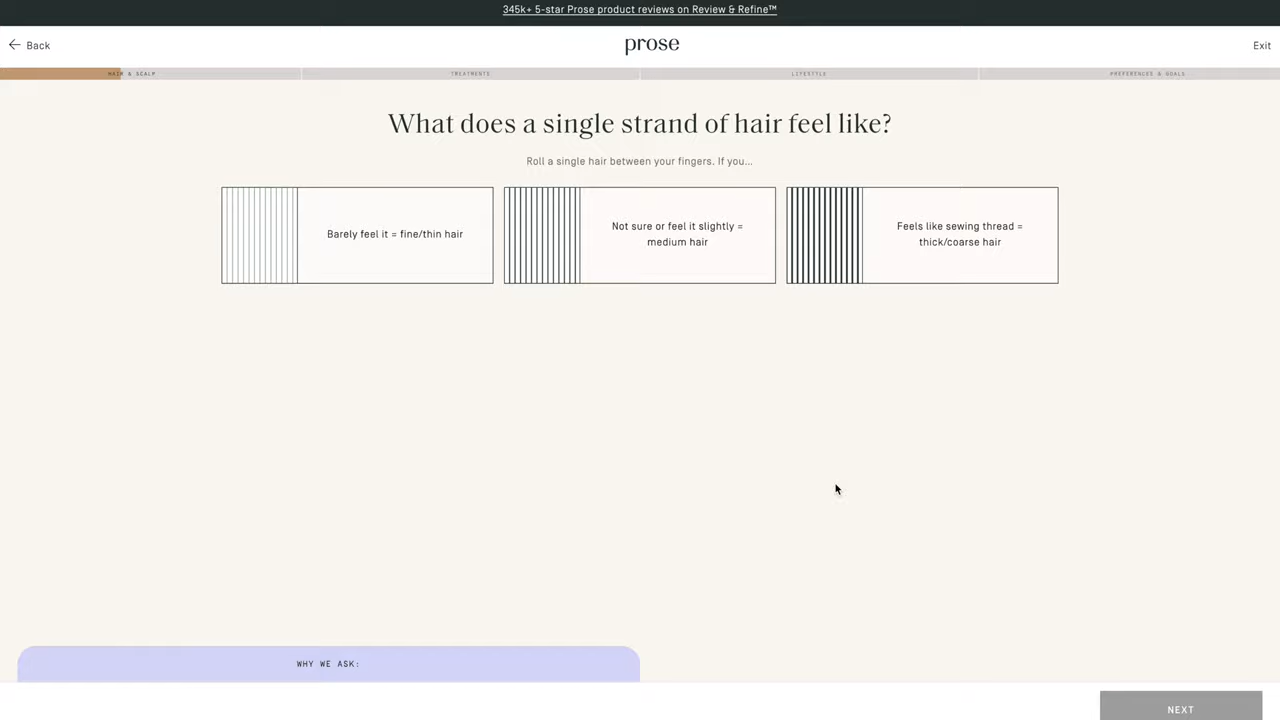 345k+ 5-star Prose product reviews on Review & Refine™
Back
prose
Exit
HAIR & SCALP
TREATMENTS
LIFESTYLE
PREFERENCES & GOALS
What does a single strand of hair feel like?
Roll a single hair between your fingers. If you...
Barely feel it = fine/thin hair
Not sure or feel it slightly =
medium hair
Feels like sewing thread =
thick/coarse hair
WHY WE ASK:
NEXT